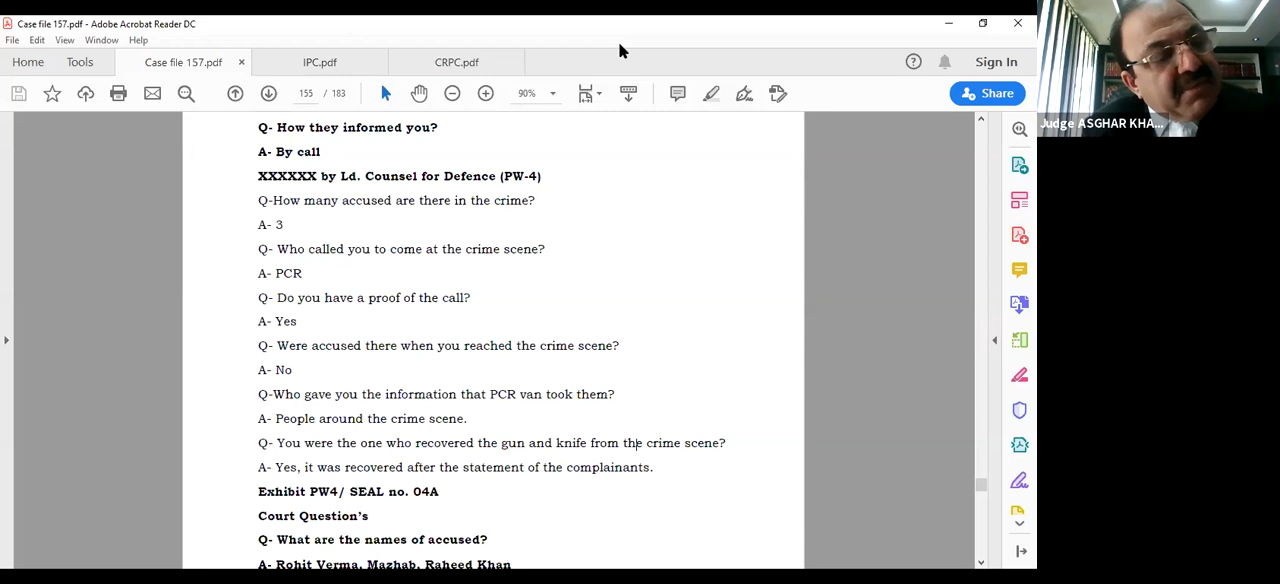 Case file 157.pdf - Adobe Acrobat Reader DC
File Edit View Window Help
Home Tools Case file 157.pdf × IPC.pdf CRPC.pdf Sign In
155 / 183 90% Share
Judge ASGHAR KHA...
Q- How they informed you?
A- By call
XXXXXX by Ld. Counsel for Defence (PW-4)
Q-How many accused are there in the crime?
A- 3
Q- Who called you to come at the crime scene?
A- PCR
Q- Do you have a proof of the call?
A- Yes
Q- Were accused there when you reached the crime scene?
A- No
Q-Who gave you the information that PCR van took them?
A- People around the crime scene.
Q- You were the one who recovered the gun and knife from the crime scene?
A- Yes, it was recovered after the statement of the complainants.
Exhibit PW4/ SEAL no. 04A
Court Question's
Q- What are the names of accused?
A- Rohit Verma, Mazhab, Raheed Khan